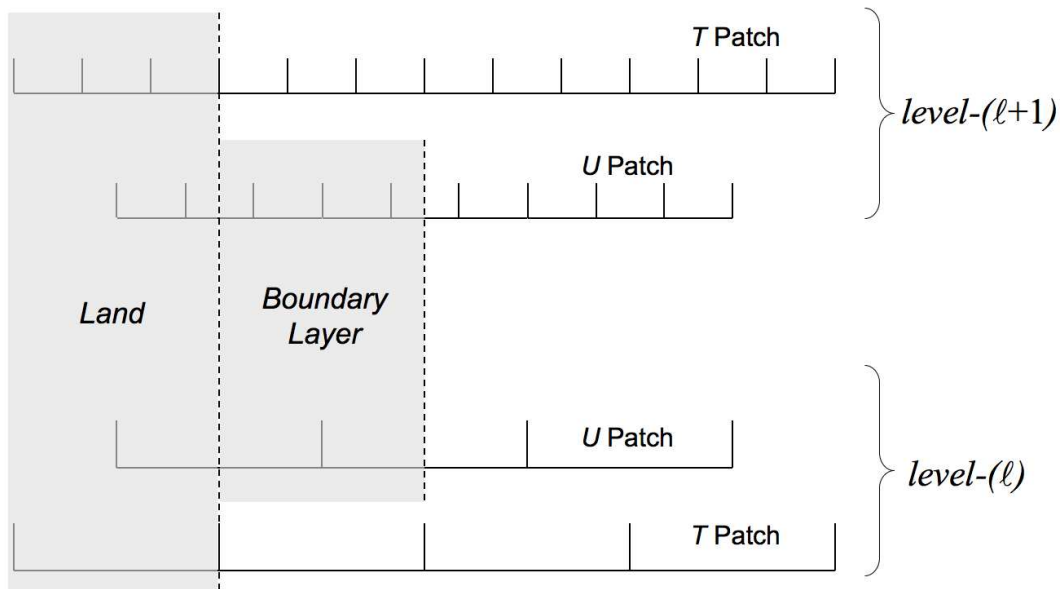 T Patch
level-(ℓ+1)
U Patch
Land
Boundary
Layer
U Patch
level-(ℓ)
T Patch